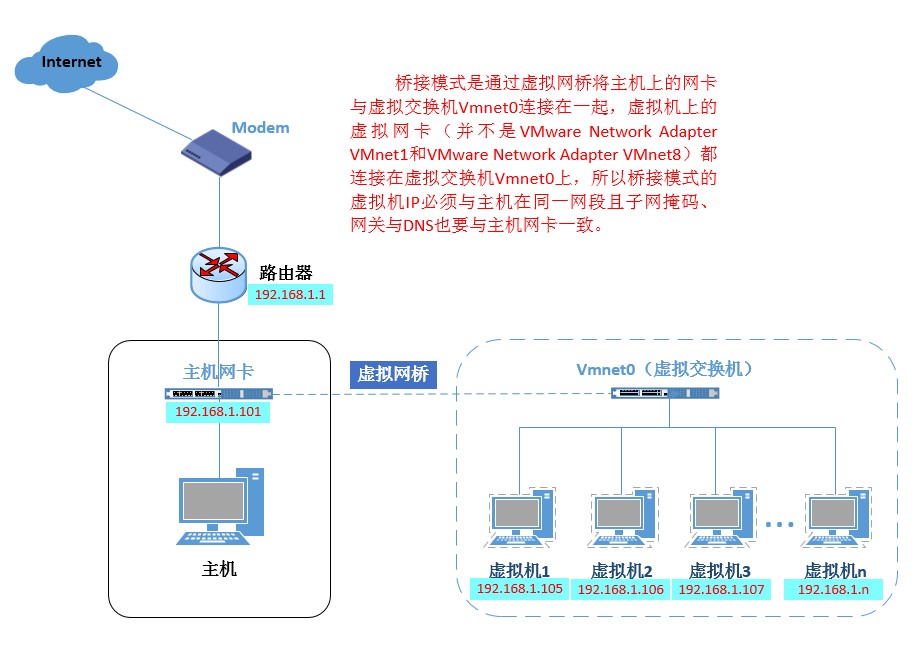 Internet
Modem
桥接模式是通过虚拟网桥将主机上的网卡
与虚拟交换机Vmnet0连接在一起，虚拟机上的
虚拟网卡（并不是VMware Network Adapter
VMnet1和VMware Network Adapter VMnet8）都
连接在虚拟交换机Vmnet0上，所以桥接模式的
虚拟机IP必须与主机在同一网段且子网掩码、
网关与DNS也要与主机网卡一致。
路由器
192.168.1.1
主机网卡
192.168.1.101
主机
虚拟网桥
Vmnet0（虚拟交换机）
虚拟机1
192.168.1.105
虚拟机2
192.168.1.106
虚拟机3
192.168.1.107
...
虚拟机n
192.168.1.n